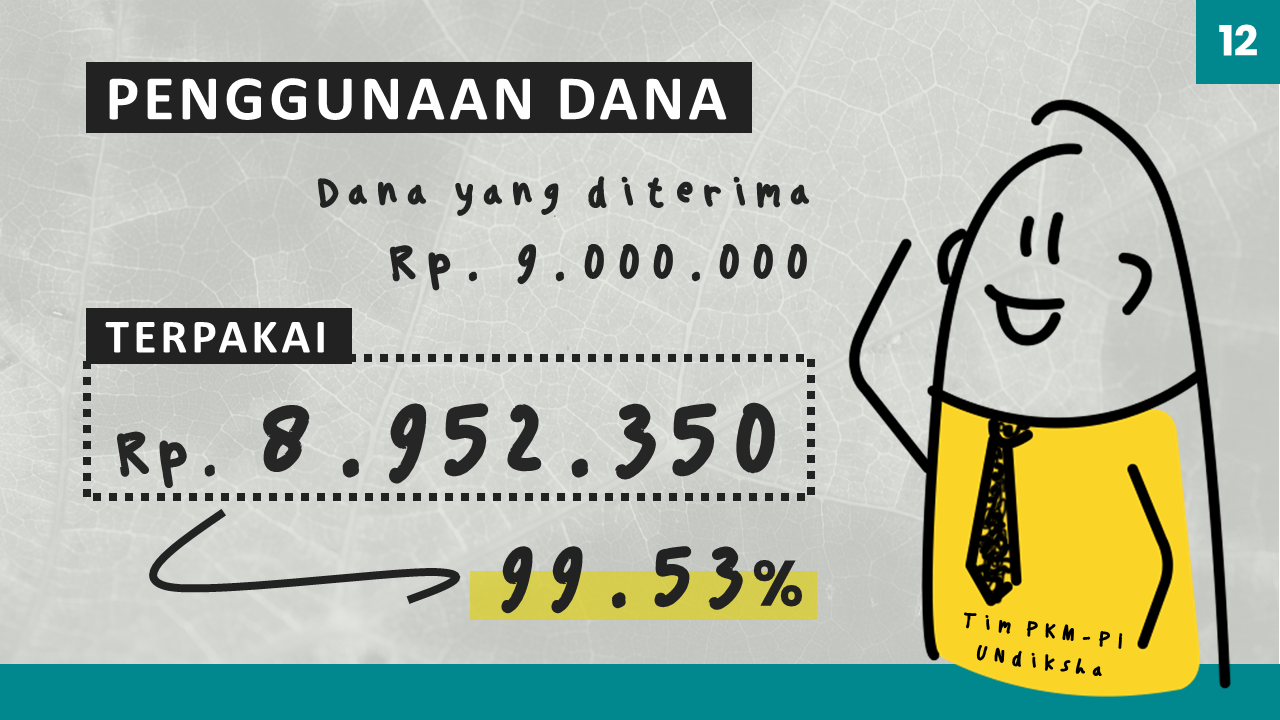 12
PENGGUNAAN DANA
Dana yang diterima
Rp. 9.000.000
TERPAKAI
Rp. 8.952.350
99.53%
Tim PKM-PI
UNdiksha